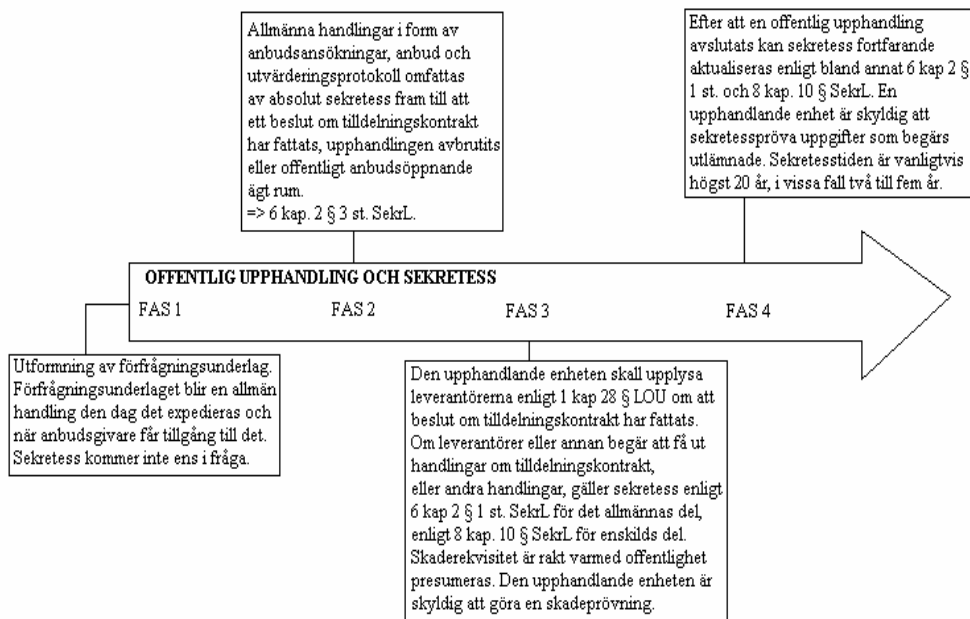 Allmänna handlingar i form av
anbudsansökningar, anbud och
utvärderingsprotokoll omfattas
av absolut sekretess fram till att
ett beslut om tilldelningskontrakt
har fattats, upphandlingen avbrutits
eller offentligt anbudsöppnande
ägt rum.
=> 6 kap. 2 § 3 st. SekrL.
Efter att en offentlig upphandling
avslutats kan sekretess fortfarande
aktualiseras enligt bland annat 6 kap 2 §
1 st. och 8 kap. 10 § SekrL. En
upphandlande enhet är skyldig att
sekretesspröva uppgifter som begärs
utlämnade. Sekretesstiden är vanligtvis
högst 20 år, i vissa fall två till fem år.
OFFENTLIG UPPHANDLING OCH SEKRETESS
FAS 1 FAS 2 FAS 3 FAS 4
Utformning av förfrågningsunderlag.
Förfrågningsunderlaget blir en allmän
handling den dag det expedieras och
när anbudsgivare får tillgång till det.
Sekretess kommer inte ens i fråga.
Den upphandlande enheten skall upplysa
leverantörerna enligt 1 kap 28 § LOU om att
beslut om tilldelningskontrakt har fattats.
Om leverantörer eller annan begär att få ut
handlingar om tilldelningskontrakt,
eller andra handlingar, gäller sekretess enligt
6 kap 2 § 1 st. SekrL för det allmännas del,
enligt 8 kap. 10 § SekrL för enskilds del.
Skaderekvisitet är rakt varmed offentlighet
presumeras. Den upphandlande enheten är
skyldig att göra en skadeprövning.